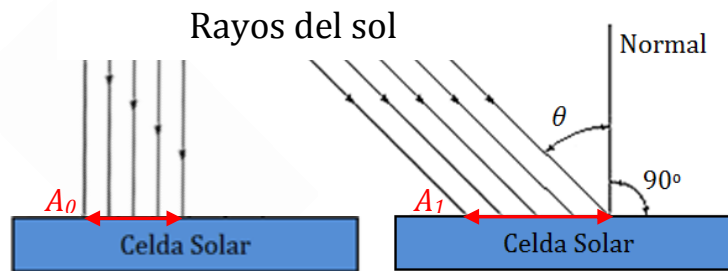 Rayos del sol
Normal
θ
90º
A0
A1
Celda Solar
Celda Solar